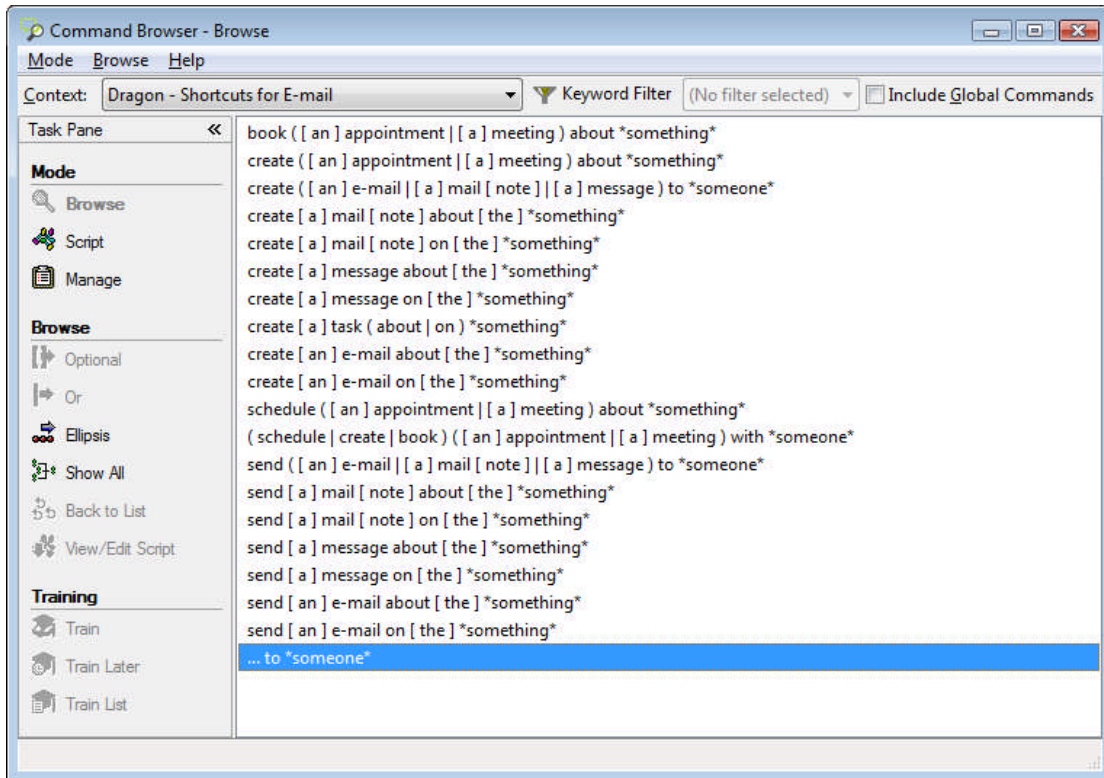 Command Browser - Browse
Mode Browse Help
Context: Dragon - Shortcuts for E-mail Keyword Filter (No filter selected) Include Global Commands
Task Pane «
Mode
Browse
Script
Manage
Browse
Optional
Or
Ellipsis
Show All
Back to List
View/Edit Script
Training
Train
Train Later
Train List
book ( [ an ] appointment | [ a ] meeting ) about *something*
create ( [ an ] appointment | [ a ] meeting ) about *something*
create ( [ an ] e-mail | [ a ] mail [ note ] | [ a ] message ) to *someone*
create [ a ] mail [ note ] about [ the ] *something*
create [ a ] mail [ note ] on [ the ] *something*
create [ a ] message about [ the ] *something*
create [ a ] message on [ the ] *something*
create [ a ] task ( about | on ) *something*
create [ an ] e-mail about [ the ] *something*
create [ an ] e-mail on [ the ] *something*
schedule ( [ an ] appointment | [ a ] meeting ) about *something*
( schedule | create | book ) ( [ an ] appointment | [ a ] meeting ) with *someone*
send ( [ an ] e-mail | [ a ] mail [ note ] | [ a ] message ) to *someone*
send [ a ] mail [ note ] about [ the ] *something*
send [ a ] mail [ note ] on [ the ] *something*
send [ a ] message about [ the ] *something*
send [ a ] message on [ the ] *something*
send [ an ] e-mail about [ the ] *something*
send [ an ] e-mail on [ the ] *something*
... to *someone*